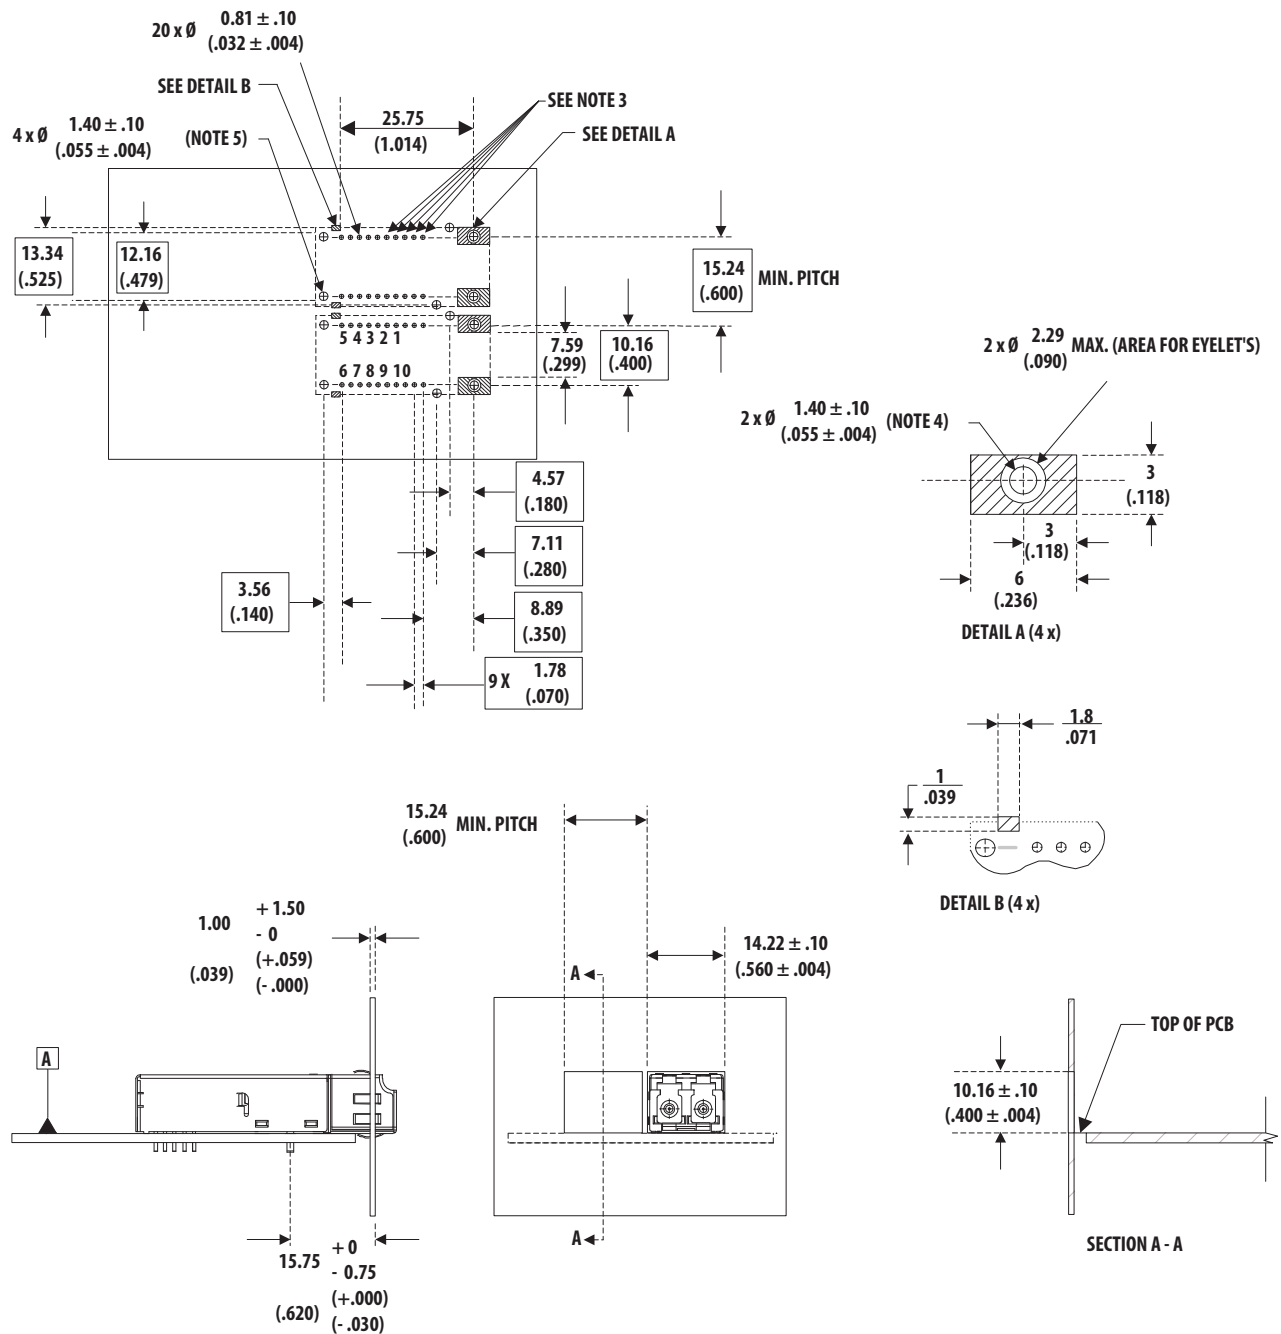 20 x Ø 0.81 ± .10
(.032 ± .004)
SEE DETAIL B
4 x Ø 1.40 ± .10
(.055 ± .004)
(NOTE 5)
25.75
(1.014)
SEE NOTE 3
SEE DETAIL A
13.34
(.525)
12.16
(.479)
15.24
(.600)
MIN. PITCH
5 4 3 2 1
6 7 8 9 10
7.59
(.299)
10.16
(.400)
4.57
(.180)
7.11
(.280)
3.56
(.140)
8.89
(.350)
9 X 1.78
(.070)
2 x Ø 2.29 MAX. (AREA FOR EYELET'S)
(.090)
2 x Ø 1.40 ± .10 (NOTE 4)
(.055 ± .004)
3
(.118)
3
(.118)
6
(.236)
DETAIL A (4 x)
1.8
.071
1
.039
DETAIL B (4 x)
15.24
(.600)
MIN. PITCH
1.00 + 1.50
- 0
(.039) (+.059)
(- .000)
14.22 ± .10
(.560 ± .004)
A
A
A
TOP OF PCB
10.16 ± .10
(.400 ± .004)
15.75 + 0
- 0.75
(.620) (+.000)
(- .030)
SECTION A - A